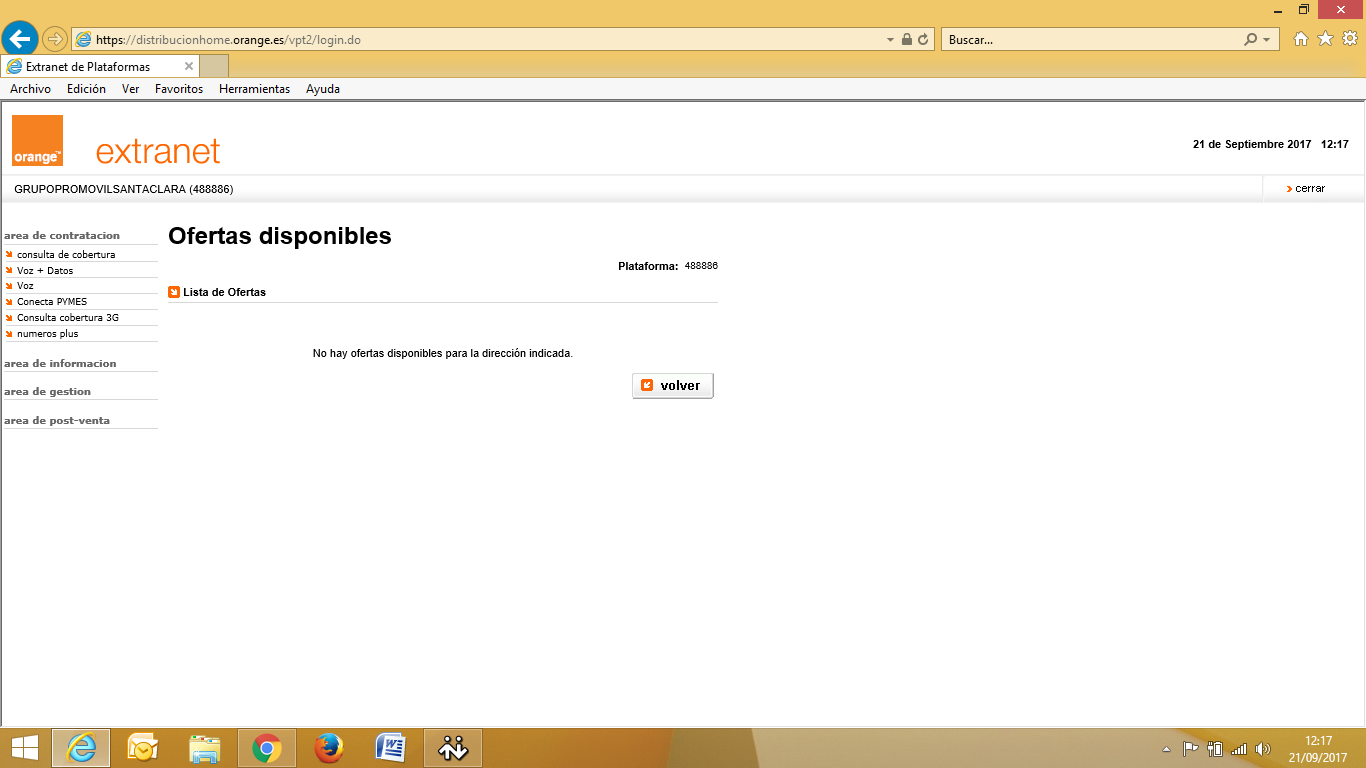 https://distribucionhome.orange.es/vpt2/login.do
Buscar...
Extranet de Plataformas
Archivo Edición Ver Favoritos Herramientas Ayuda
orange™
extranet
21 de Septiembre 2017 12:17
GRUPOPROMOVILSANTACLARA (488886)
cerrar
area de contratacion
consulta de cobertura
Voz + Datos
Voz
Conecta PYMES
Consulta cobertura 3G
numeros plus
area de informacion
area de gestion
area de post-venta
Ofertas disponibles
Plataforma: 488886
Lista de Ofertas
No hay ofertas disponibles para la dirección indicada.
volver
12:17
21/09/2017